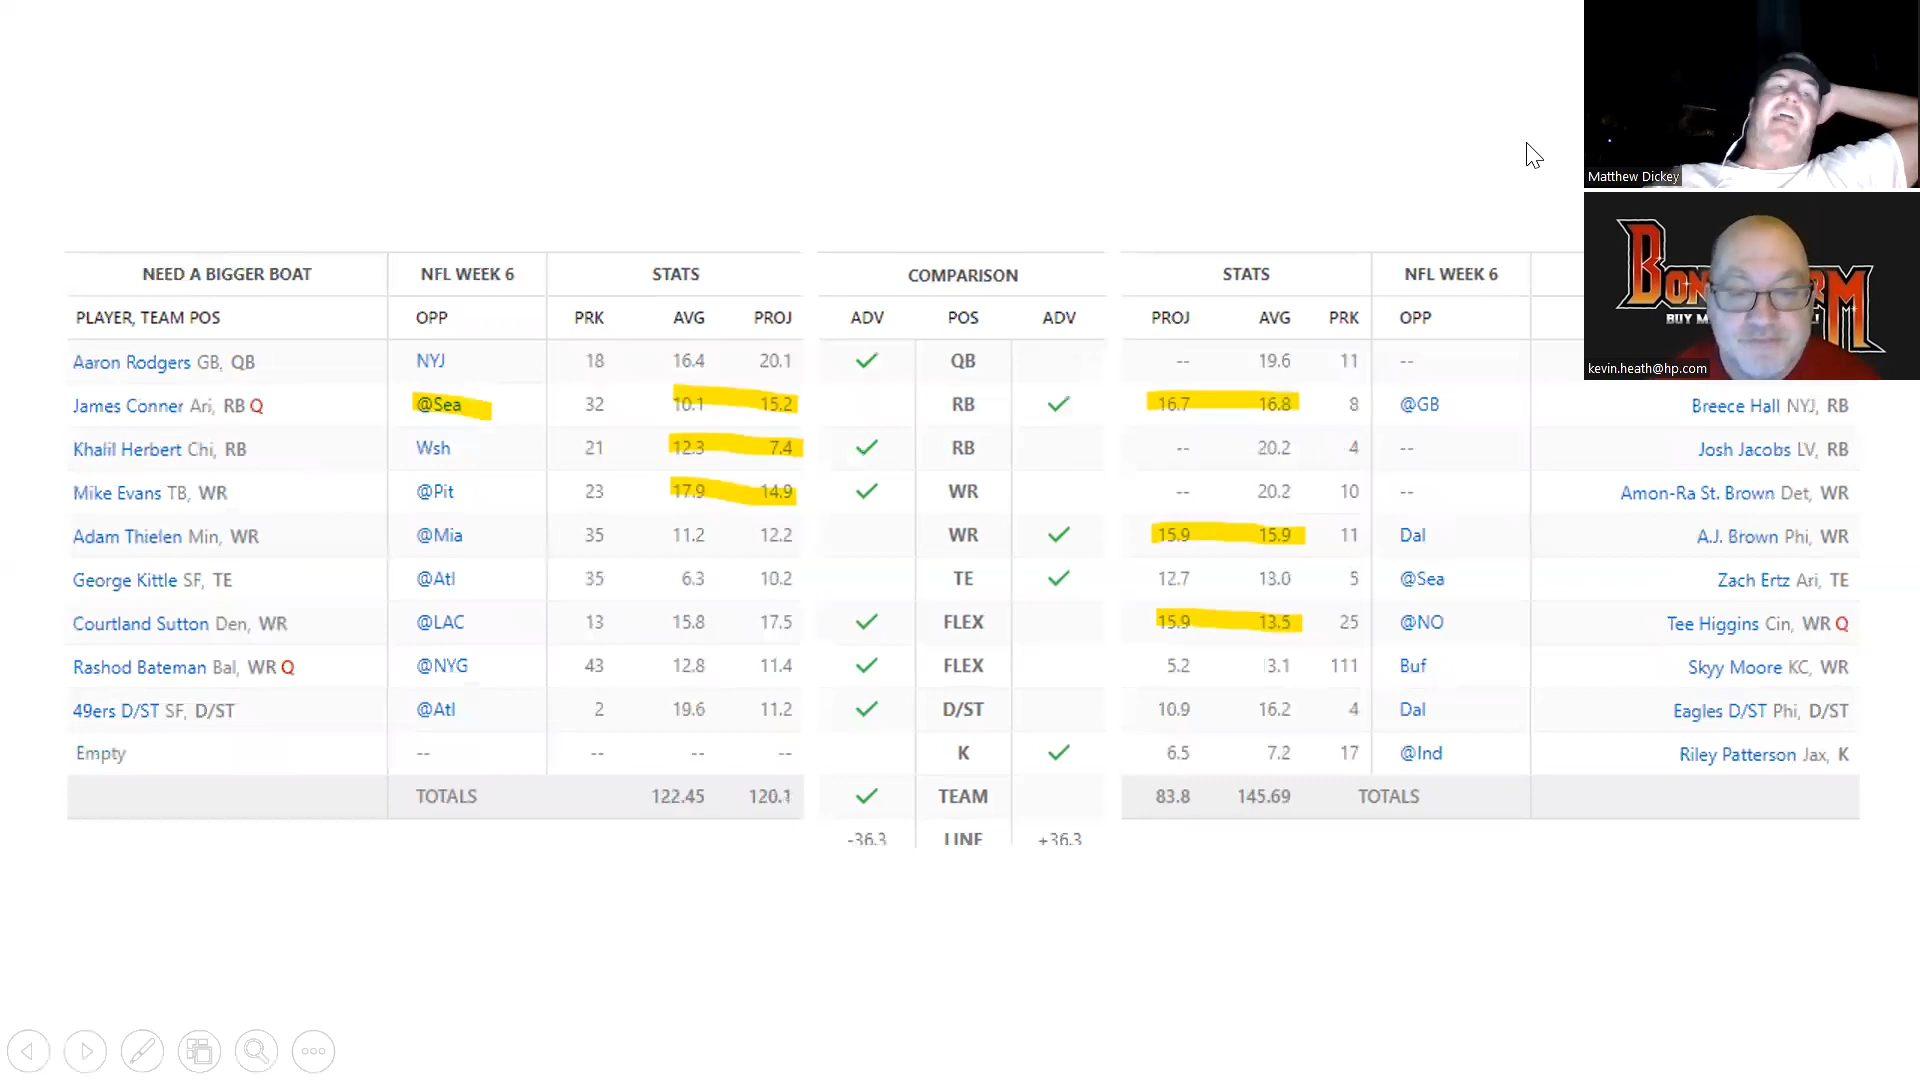 Matthew Dickey
BUY M
kevin.heath@hp.com
NEED A BIGGER BOAT NFL WEEK 6 STATS COMPARISON STATS NFL WEEK 6
PLAYER, TEAM POS OPP PRK AVG PROJ ADV POS ADV PROJ AVG PRK OPP
Aaron Rodgers GB, QB NYJ 18 16.4 20.1 QB -- 19.6 11 --
James Conner Ari, RB Q @Sea 32 10.1 15.2 RB 16.7 16.8 8 @GB Breece Hall NYJ, RB
Khalil Herbert Chi, RB Wsh 21 12.3 7.4 RB -- 20.2 4 -- Josh Jacobs LV, RB
Mike Evans TB, WR @Pit 23 17.9 14.9 WR -- 20.2 10 -- Amon-Ra St. Brown Det, WR
Adam Thielen Min, WR @Mia 35 11.2 12.2 WR 15.9 15.9 11 Dal A.J. Brown Phi, WR
George Kittle SF, TE @Atl 35 6.3 10.2 TE 12.7 13.0 5 @Sea Zach Ertz Ari, TE
Courtland Sutton Den, WR @LAC 13 15.8 17.5 FLEX 15.9 13.5 25 @NO Tee Higgins Cin, WR Q
Rashod Bateman Bal, WR Q @NYG 43 12.8 11.4 FLEX 5.2 3.1 111 Buf Skyy Moore KC, WR
49ers D/ST SF, D/ST @Atl 2 19.6 11.2 D/ST 10.9 16.2 4 Dal Eagles D/ST Phi, D/ST
Empty -- -- -- -- K 6.5 7.2 17 @Ind Riley Patterson Jax, K
TOTALS 122.45 120.1 TEAM 83.8 145.69 TOTALS
-36.3 LINE +36.3